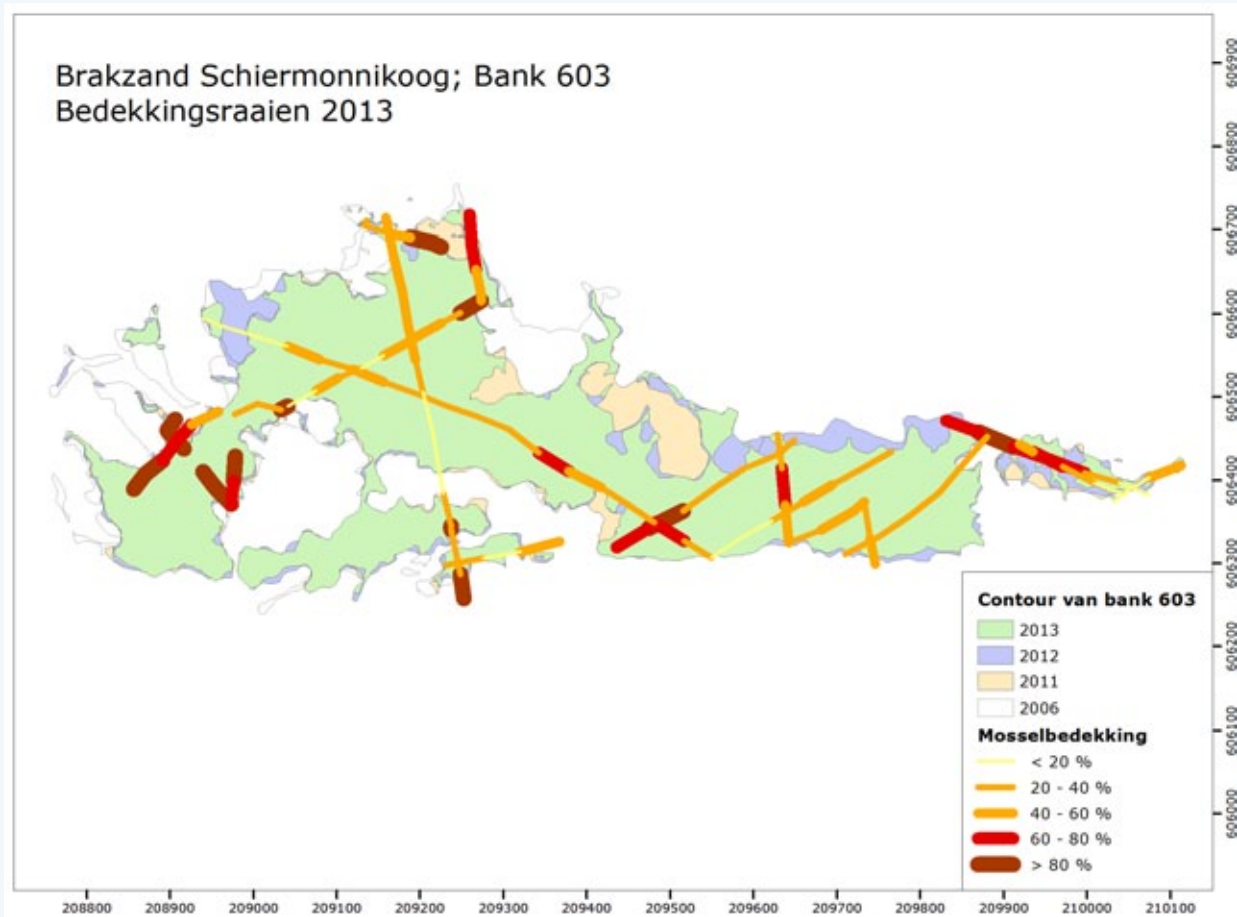 Brakzand Schiermonnikoog; Bank 603
Bedekkingsraaien 2013
606900
606800
606700
606600
606500
606400
606300
606200
606100
606000
Contour van bank 603
2013
2012
2011
2006
Mosselbedekking
< 20 %
20 - 40 %
40 - 60 %
60 - 80 %
> 80 %
208800 208900 209000 209100 209200 209300 209400 209500 209600 209700 209800 209900 210000 210100